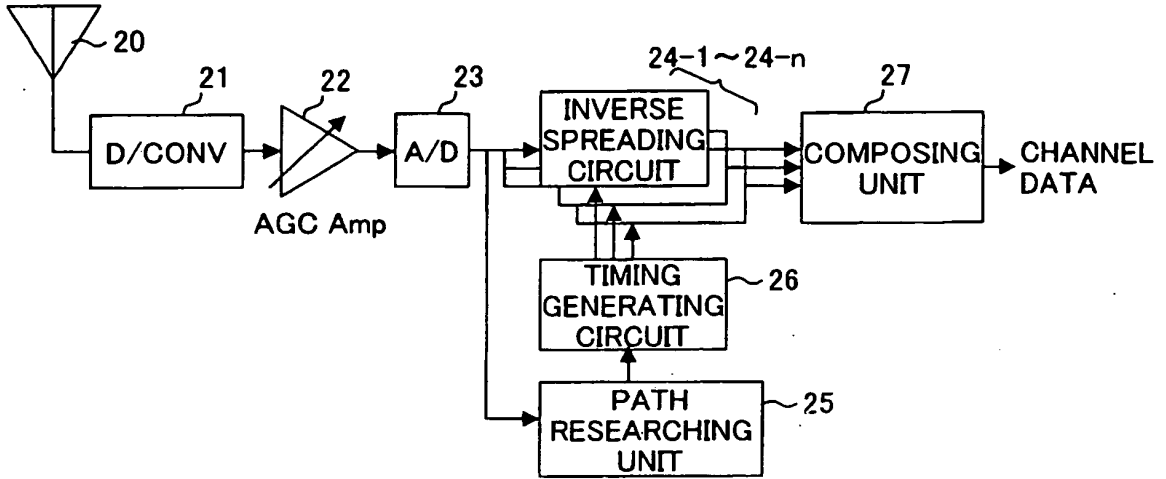 20
21
22
23
24-1~24-n
27
D/CONV
A/D
AGC Amp
INVERSE
SPREADING
CIRCUIT
COMPOSING
UNIT
CHANNEL
DATA
TIMING
GENERATING
CIRCUIT
26
PATH
RESEARCHING
UNIT
25